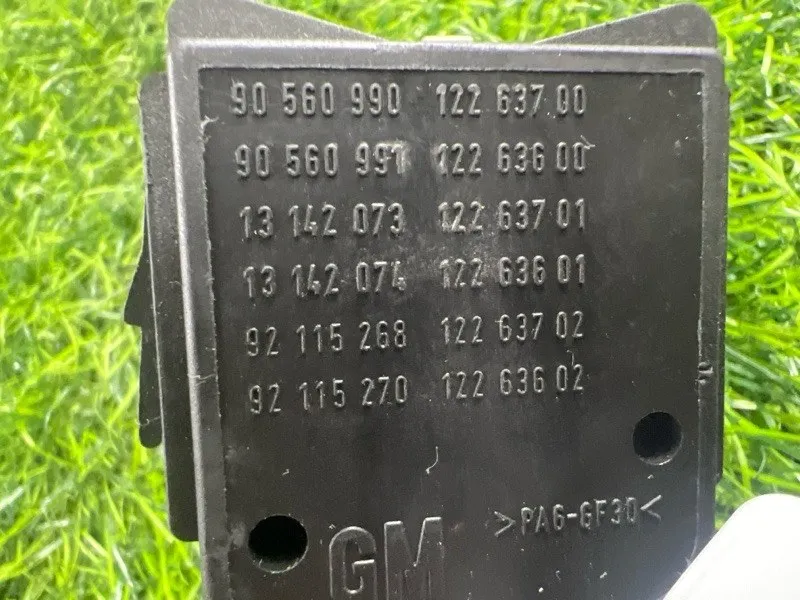 90 560 990 122 637 00
90 560 991 122 636 00
13 142 073 122 637 01
13 142 074 122 636 01
92 115 268 122 637 02
92 115 270 122 636 02
>PA6-GF30<
GM